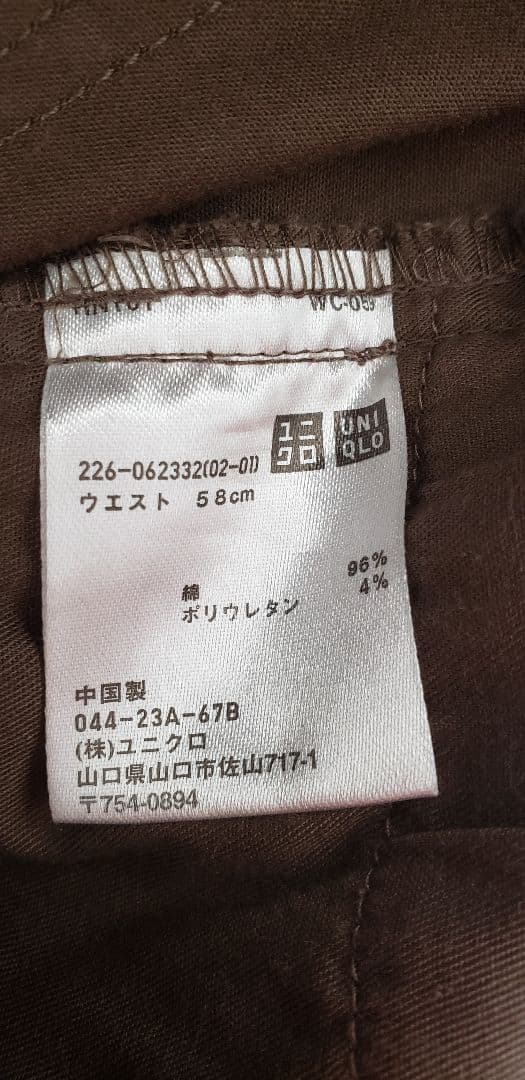 WC-059
ユニ
クロ
UNI
QLO
226-062332(02-01)
ウエスト 58cm
綿 96%
ポリウレタン 4%
中国製
044-23A-67B
(株)ユニクロ
山口県山口市佐山717-1
〒754-0894